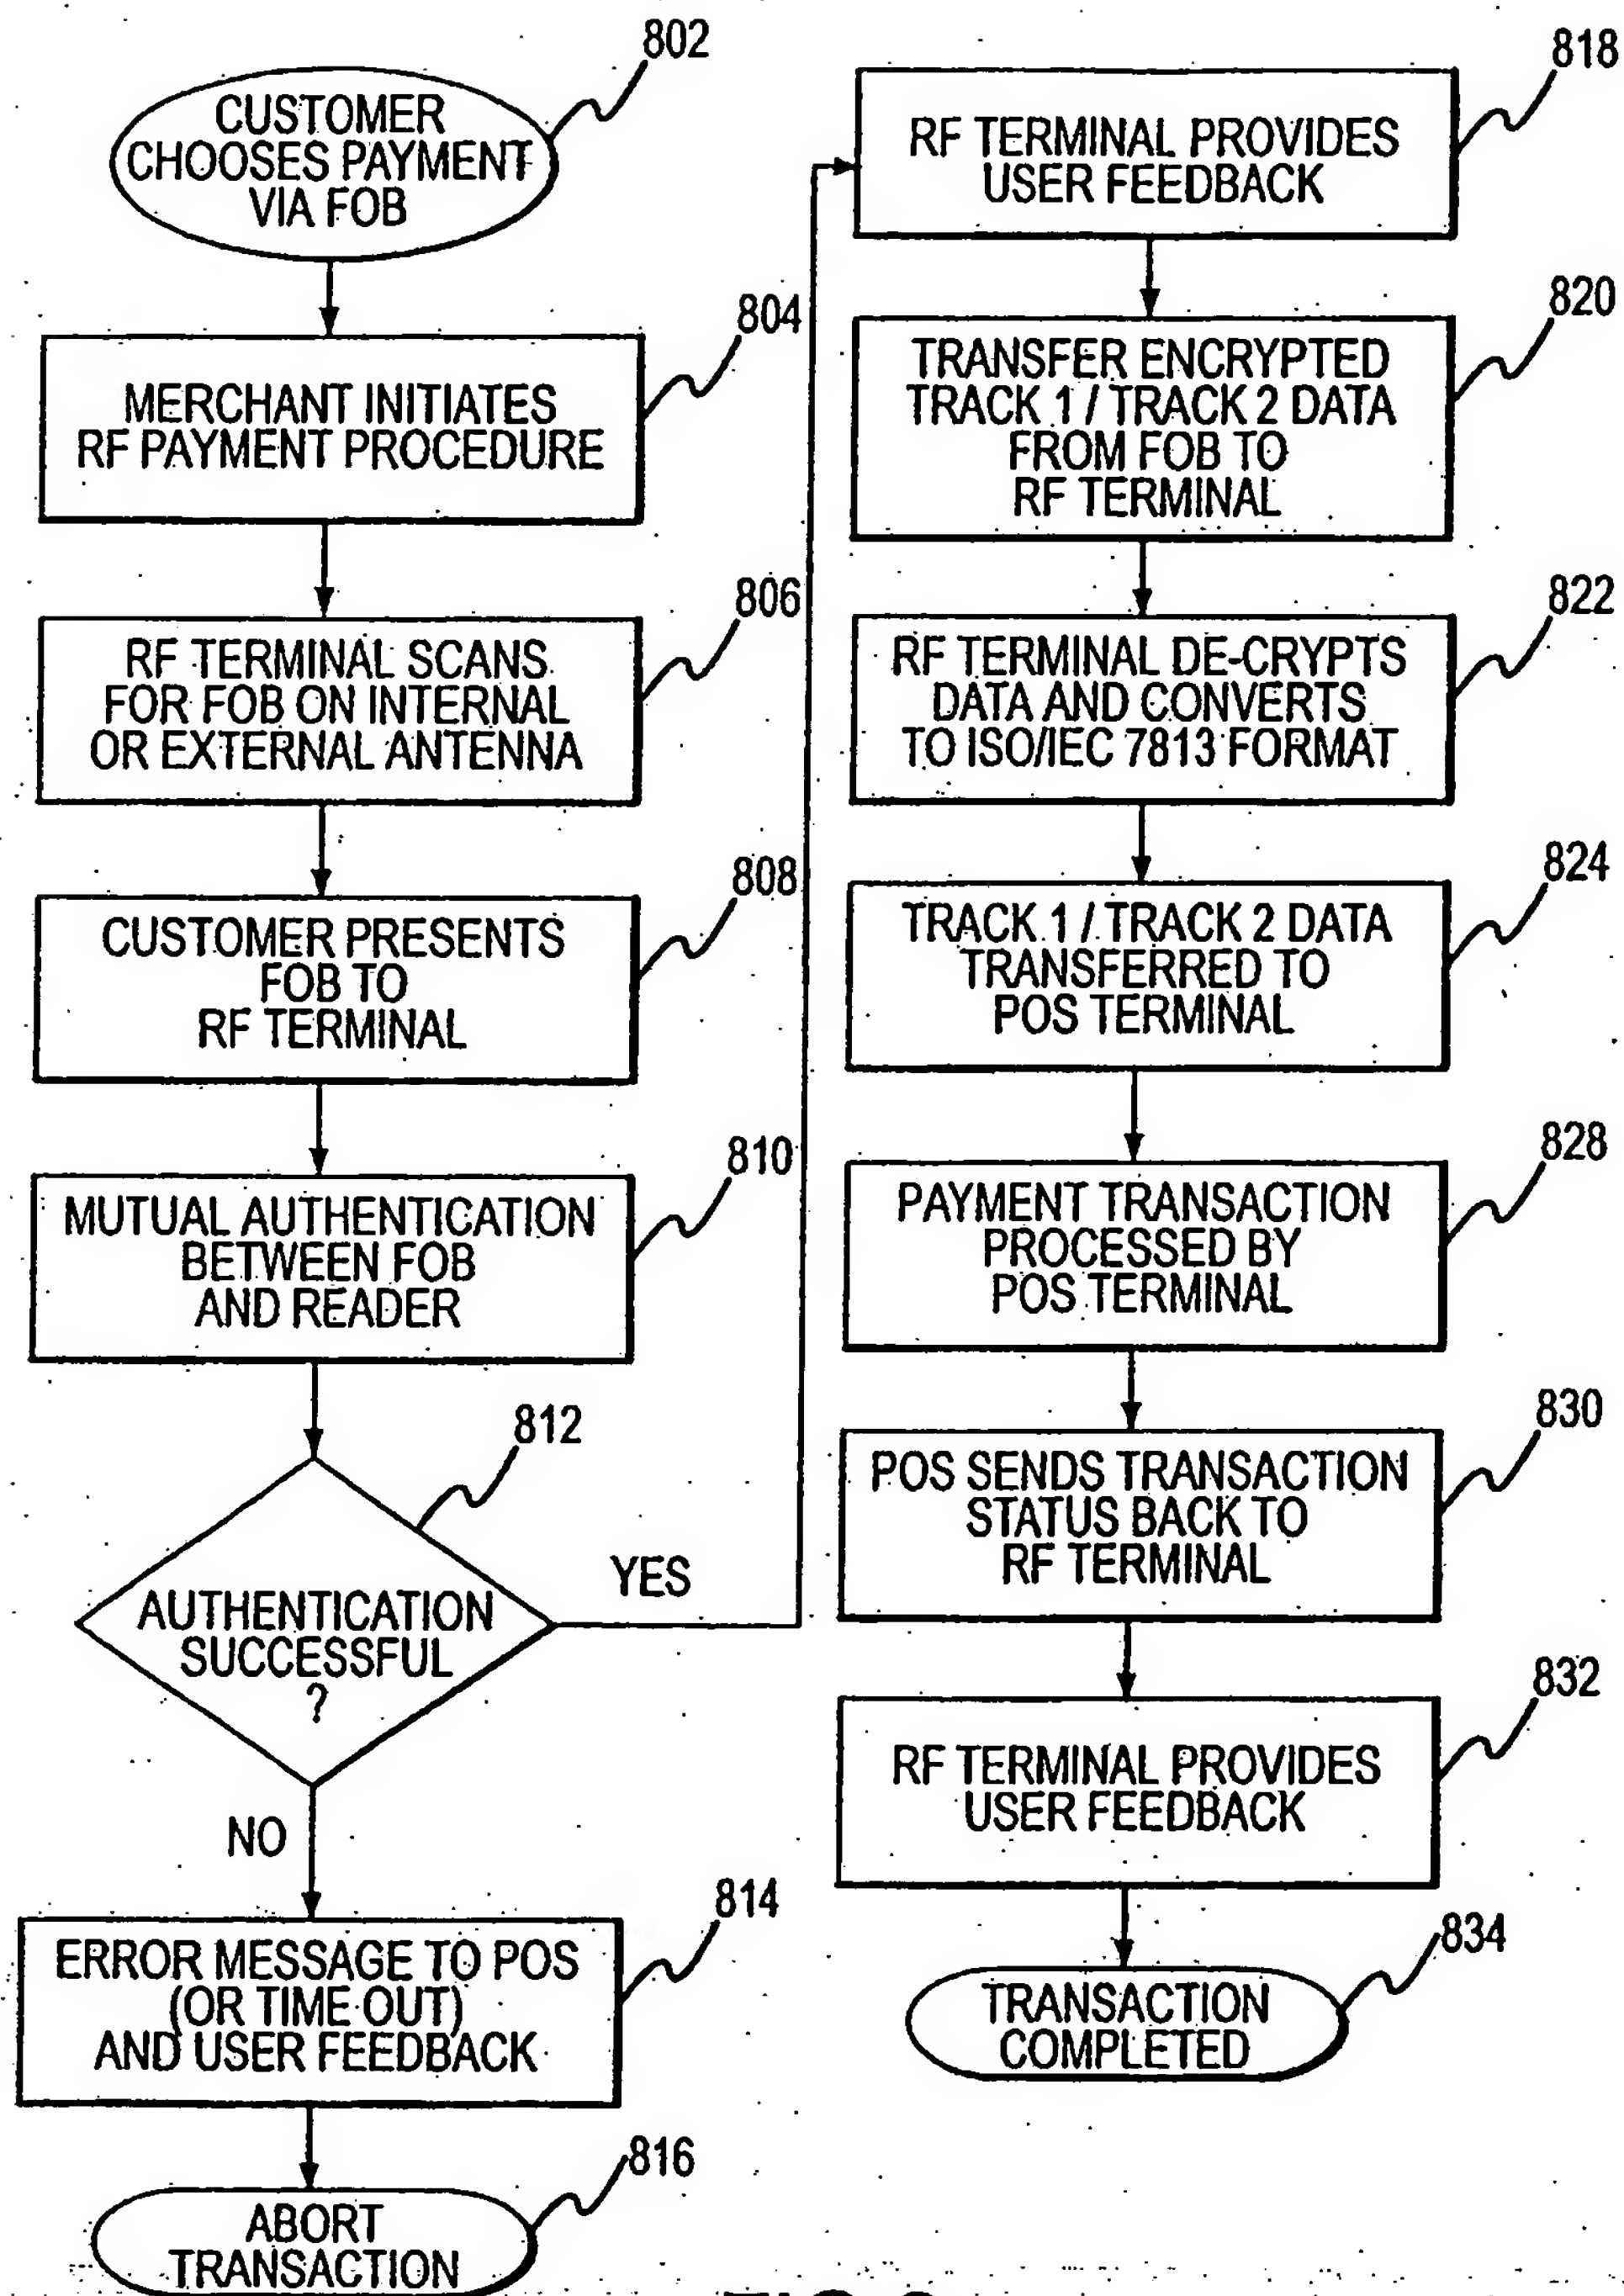 802
CUSTOMER
CHOOSES PAYMENT
VIA FOB
804
MERCHANT INITIATES
RF PAYMENT PROCEDURE
806
RF TERMINAL SCANS
FOR FOB ON INTERNAL
OR EXTERNAL ANTENNA
808
CUSTOMER PRESENTS
FOB TO
RF TERMINAL
810
MUTUAL AUTHENTICATION
BETWEEN FOB
AND READER
812
AUTHENTICATION
SUCCESSFUL
?
YES
NO
814
ERROR MESSAGE TO POS
(OR TIME OUT)
AND USER FEEDBACK
816
ABORT
TRANSACTION
818
RF TERMINAL PROVIDES
USER FEEDBACK
820
TRANSFER ENCRYPTED
TRACK 1 / TRACK 2 DATA
FROM FOB TO
RF TERMINAL
822
RF TERMINAL DE-CRYPTS
DATA AND CONVERTS
TO ISO/IEC 7813 FORMAT
824
TRACK 1 / TRACK 2 DATA
TRANSFERRED TO
POS TERMINAL
828
PAYMENT TRANSACTION
PROCESSED BY
POS TERMINAL
830
POS SENDS TRANSACTION
STATUS BACK TO
RF TERMINAL
832
RF TERMINAL PROVIDES
USER FEEDBACK
834
TRANSACTION
COMPLETED